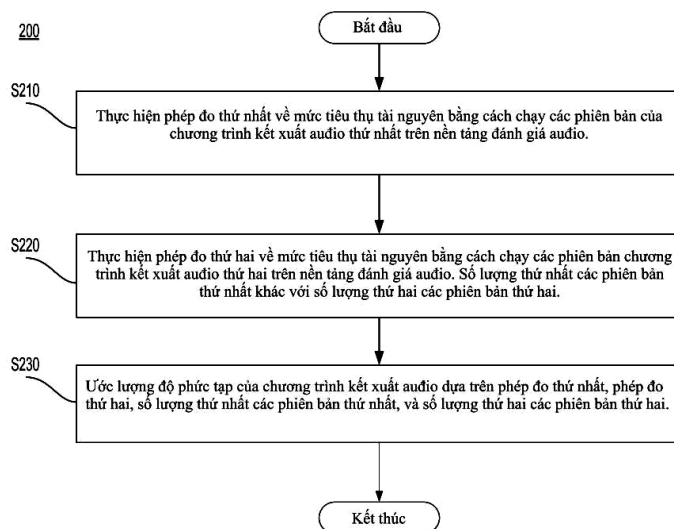 200
Bắt đầu
S210
Thực hiện phép đo thứ nhất về mức tiêu thụ tài nguyên bằng cách chạy các phiên bản của
chương trình kết xuất auđio thứ nhất trên nền tảng đánh giá auđio.
S220
Thực hiện phép đo thứ hai về mức tiêu thụ tài nguyên bằng cách chạy các phiên bản chương
trình kết xuất auđio thứ hai trên nền tảng đánh giá auđio. Số lượng thứ nhất các phiên bản
thứ nhất khác với số lượng thứ hai các phiên bản thứ hai.
S230
Ước lượng độ phức tạp của chương trình kết xuất auđio dựa trên phép đo thứ nhất, phép đo
thứ hai, số lượng thứ nhất các phiên bản thứ nhất, và số lượng thứ hai các phiên bản thứ hai.
Kết thúc